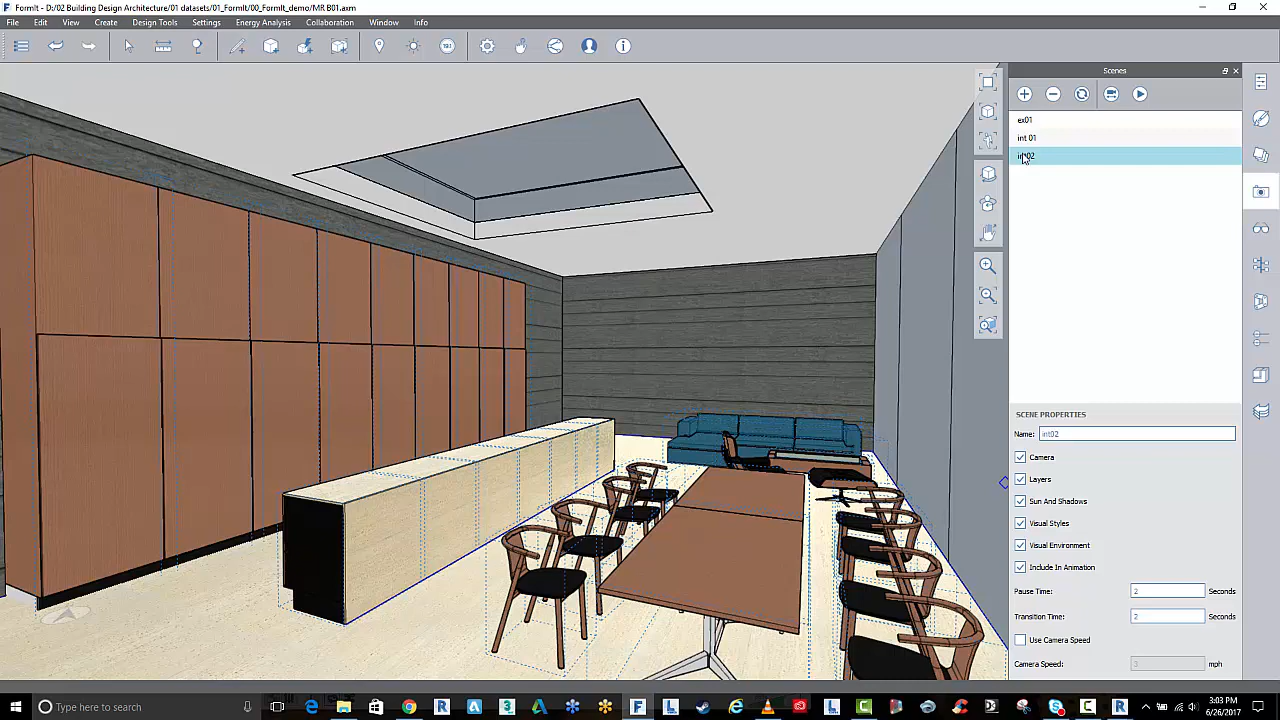 FormIt - D:/02 Building Design Architecture/01 datasets/01_FormIt/00_FormIt_demo/MR B01.axm
File Edit View Create Design Tools Settings Energy Analysis Collaboration Window Info
Scenes
ex01
int 01
int02
SCENE PROPERTIES
Name: int02
Camera
Layers
Sun And Shadows
Visual Styles
Visual Environment
Include In Animation
Pause Time: 2 Seconds
Transition Time: 2 Seconds
Use Camera Speed
Camera Speed: 3 mph
Type here to search
3:03 PM
6/26/2017